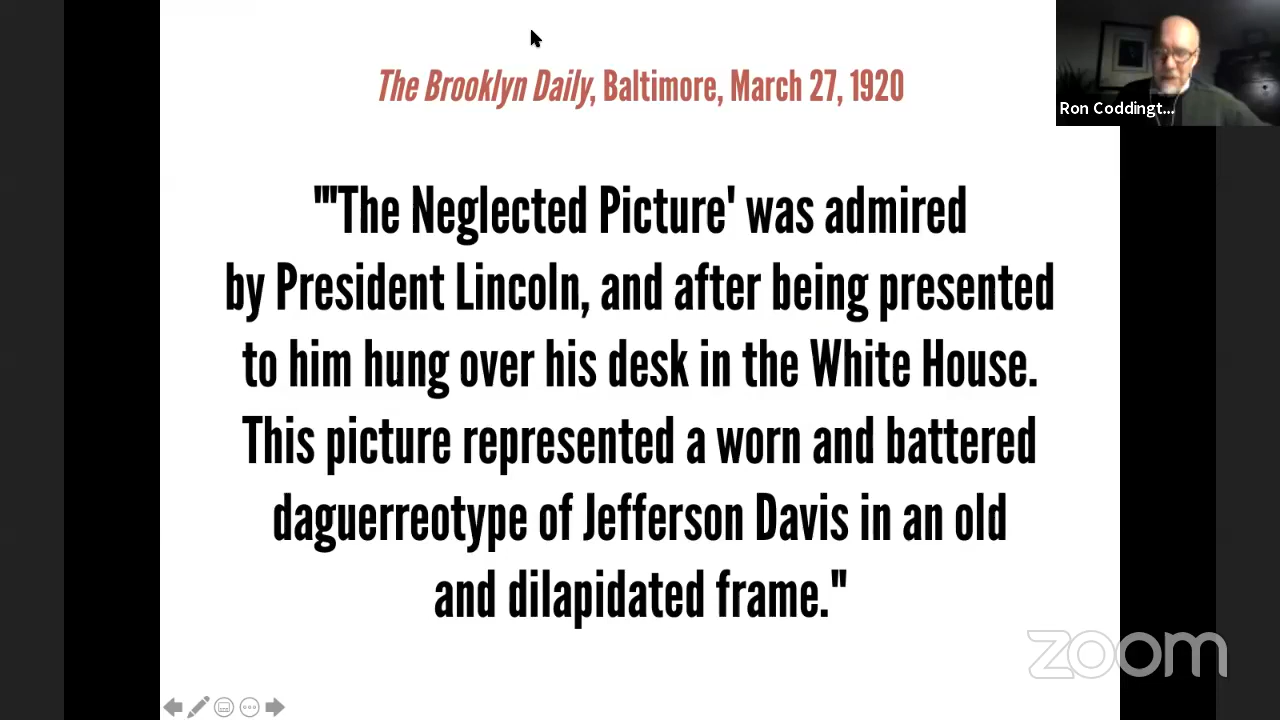 The Brooklyn Daily, Baltimore, March 27, 1920
Ron Coddingt...
"'The Neglected Picture' was admired
by President Lincoln, and after being presented
to him hung over his desk in the White House.
This picture represented a worn and battered
daguerreotype of Jefferson Davis in an old
and dilapidated frame."
zoom